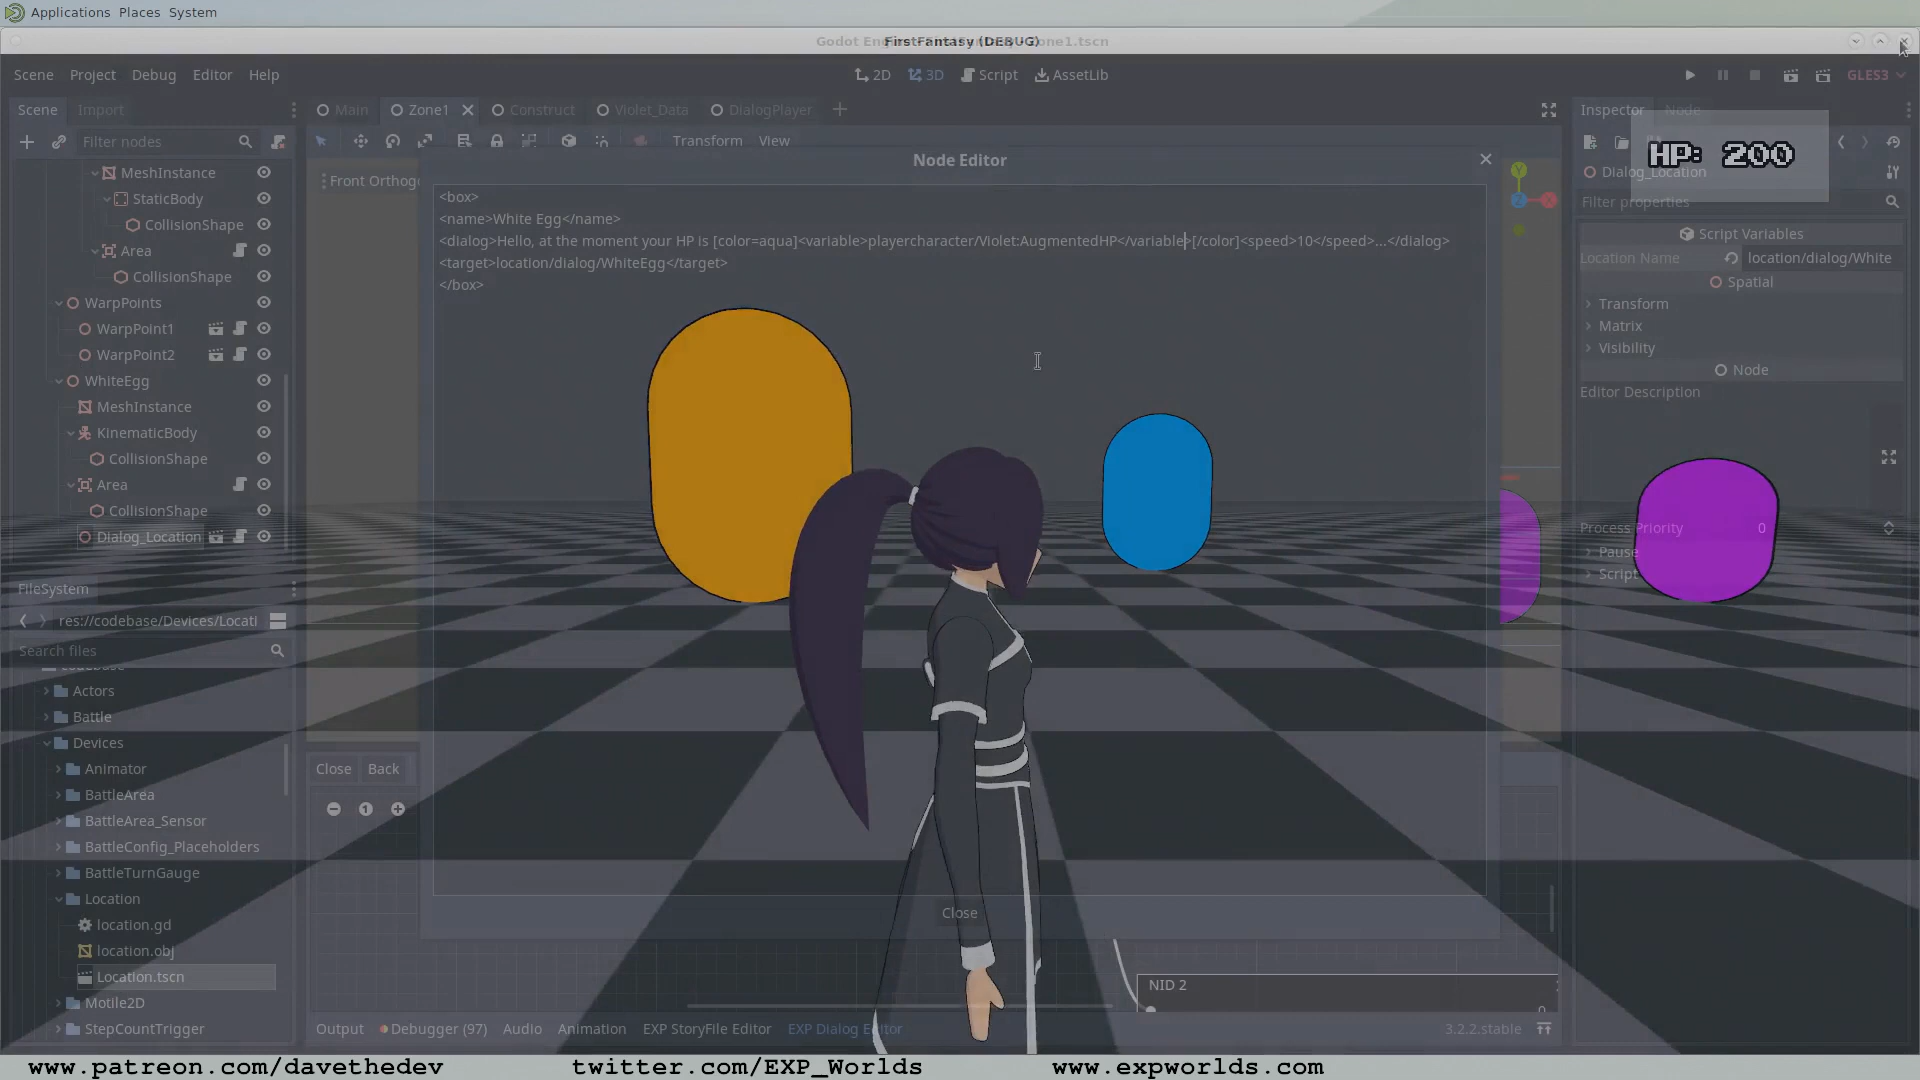 Applications Places System
First-Fantasy (DEBUG)
Scene Project Debug Editor Help
2D 3D Script AssetLib
GLES3
Scene Import
Main Zone1 Construct Violet_Data DialogPlayer
Inspector Node
Filter nodes
Transform View
HP: 200
Node Editor
MeshInstance
StaticBody
CollisionShape
Area
CollisionShape
WarpPoints
WarpPoint1
WarpPoint2
WhiteEgg
MeshInstance
KinematicBody
CollisionShape
Area
CollisionShape
Dialog_Location
Front Orthog
<box>
<name>White Egg</name>
<dialog>Hello, at the moment your HP is [color=aqua]<variable>playercharacter/Violet:AugmentedHP</variable>[/color]<speed>10</speed>...</dialog>
<target>location/dialog/WhiteEgg</target>
</box>
Y
X
Z
Dialog_Location
Filter properties
Script Variables
Location Name location/dialog/White
Spatial
Transform
Matrix
Visibility
Node
Editor Description
Process Priority 0
Pause
Script
FileSystem
res://codebase/Devices/Locati
Search files
codebase
Actors
Battle
Devices
Animator
BattleArea
BattleArea_Sensor
BattleConfig_Placeholders
BattleTurnGauge
Location
location.gd
location.obj
Location.tscn
Motile2D
StepCountTrigger
Close Back
1
Close
NID 2
0
Output Debugger (97) Audio Animation EXP StoryFile Editor EXP Dialog Editor
3.2.2.stable
www.patreon.com/davethedev twitter.com/EXP_Worlds www.expworlds.com